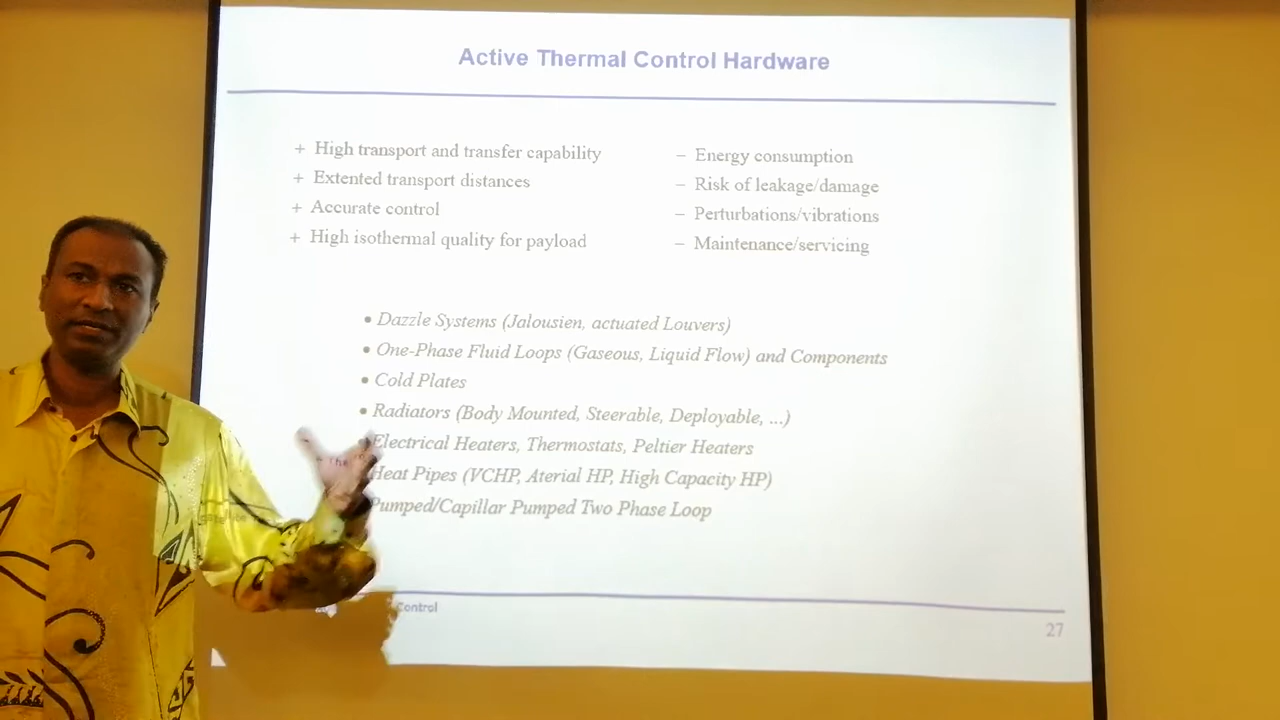 Active Thermal Control Hardware
+ High transport and transfer capability
+ Extented transport distances
+ Accurate control
+ High isothermal quality for payload
– Energy consumption
– Risk of leakage/damage
– Perturbations/vibrations
– Maintenance/servicing
• Dazzle Systems (Jalousien, actuated Louvers)
• One-Phase Fluid Loops (Gaseous, Liquid Flow) and Components
• Cold Plates
• Radiators (Body Mounted, Steerable, Deployable, ...)
Electrical Heaters, Thermostats, Peltier Heaters
Heat Pipes (VCHP, Aterial HP, High Capacity HP)
Pumped/Capillar Pumped Two Phase Loop
Control
27